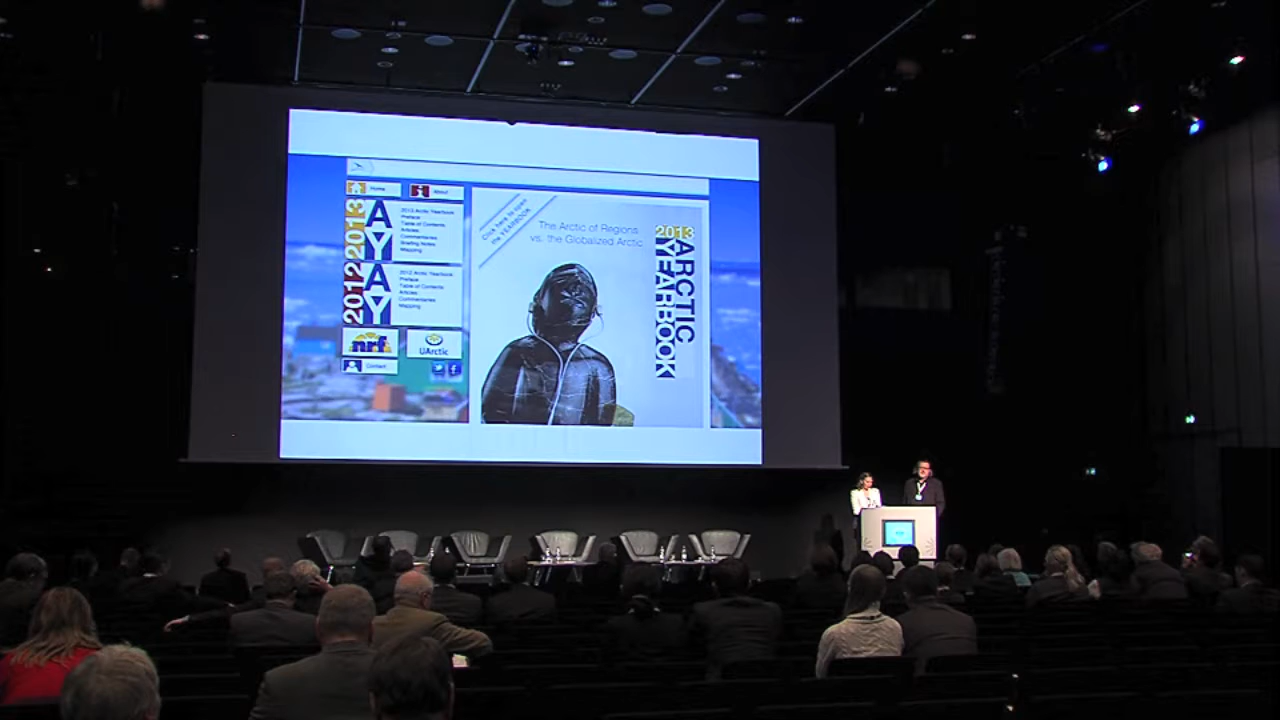 Home
About
2013
AY
2013 Arctic Yearbook
Preface
Table of Contents
Articles
Commentaries
Briefing Notes
Mapping
2012
AY
2012 Arctic Yearbook
Preface
Table of Contents
Articles
Commentaries
Mapping
nrf
UArctic
Contact
Click here to open
the YEARBOOK
The Arctic of Regions
vs. the Globalized Arctic
2013
ARCTIC
YEARBOOK